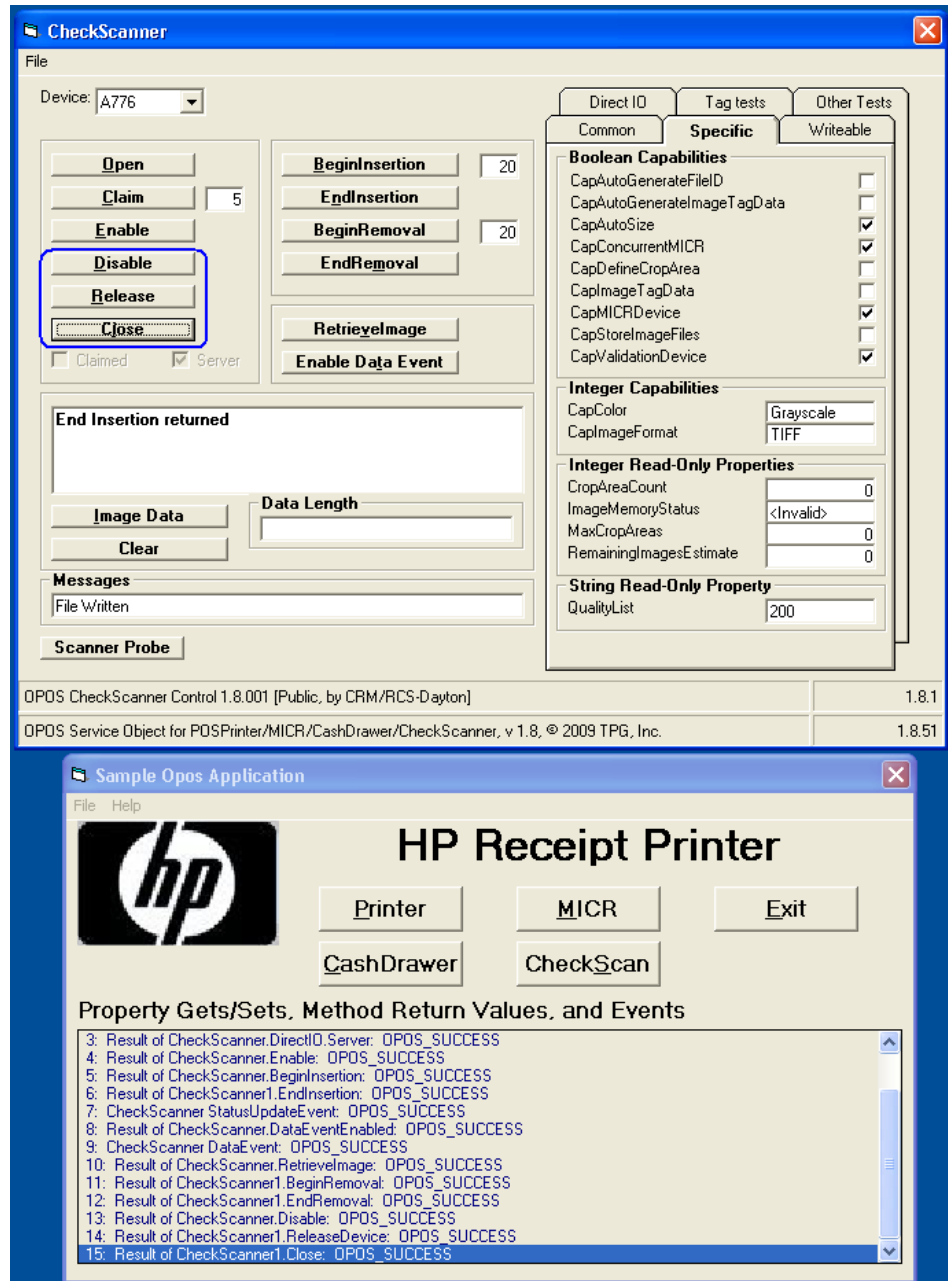 CheckScanner
File
Device: A776
Open
Claim 5
Enable
Disable
Release
Close
Claimed Server
BeginInsertion 20
EndInsertion
BeginRemoval 20
EndRemoval
RetrieveImage
Enable Data Event
End Insertion returned
Image Data
Clear
Data Length
Messages
File Written
Scanner Probe
Direct IO Tag tests Other Tests
Common Specific Writeable
Boolean Capabilities
CapAutoGenerateFileID
CapAutoGenerateImageTagData
CapAutoSize
CapConcurrentMICR
CapDefineCropArea
CapImageTagData
CapMICRDevice
CapStoreImageFiles
CapValidationDevice
Integer Capabilities
CapColor Grayscale
CapImageFormat TIFF
Integer Read-Only Properties
CropAreaCount 0
ImageMemoryStatus <Invalid>
MaxCropAreas 0
RemainingImagesEstimate 0
String Read-Only Property
QualityList 200
OPOS CheckScanner Control 1.8.001 [Public, by CRM/RCS-Dayton] 1.8.1
OPOS Service Object for POSPrinter/MICR/CashDrawer/CheckScanner, v 1.8, © 2009 TPG, Inc. 1.8.51
Sample Opos Application
File Help
hp
HP Receipt Printer
Printer MICR Exit
CashDrawer CheckScan
Property Gets/Sets, Method Return Values, and Events
3: Result of CheckScanner.DirectIO.Server: OPOS_SUCCESS
4: Result of CheckScanner.Enable: OPOS_SUCCESS
5: Result of CheckScanner.BeginInsertion: OPOS_SUCCESS
6: Result of CheckScanner1.EndInsertion: OPOS_SUCCESS
7: CheckScanner StatusUpdateEvent: OPOS_SUCCESS
8: Result of CheckScanner.DataEventEnabled: OPOS_SUCCESS
9: CheckScanner DataEvent: OPOS_SUCCESS
10: Result of CheckScanner.RetrieveImage: OPOS_SUCCESS
11: Result of CheckScanner1.BeginRemoval: OPOS_SUCCESS
12: Result of CheckScanner1.EndRemoval: OPOS_SUCCESS
13: Result of CheckScanner.Disable: OPOS_SUCCESS
14: Result of CheckScanner1.ReleaseDevice: OPOS_SUCCESS
15: Result of CheckScanner1.Close: OPOS_SUCCESS